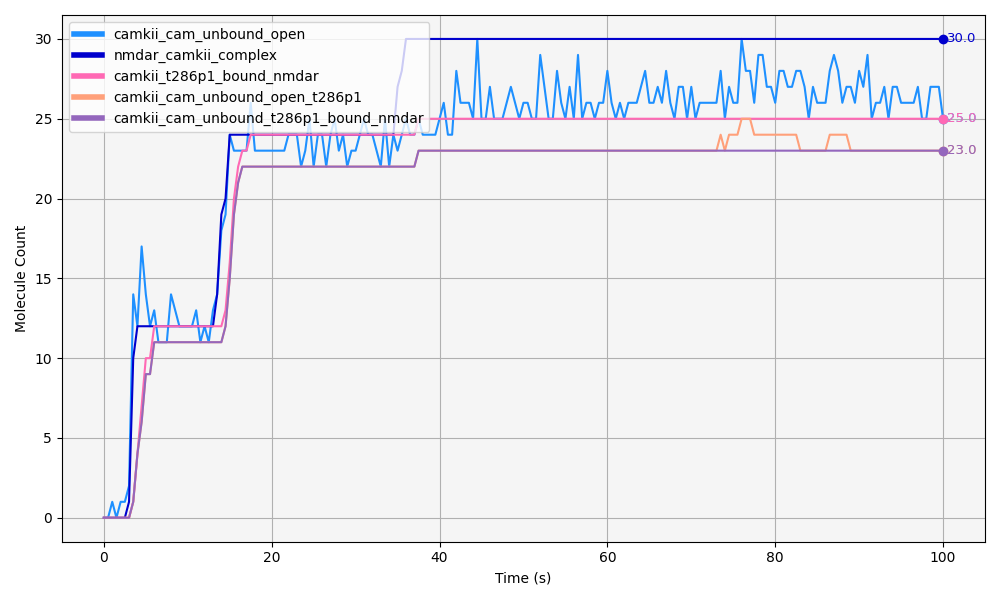 camkii_cam_unbound_open
nmdar_camkii_complex
camkii_t286p1_bound_nmdar
camkii_cam_unbound_open_t286p1
camkii_cam_unbound_t286p1_bound_nmdar
30.0
25.0
23.0
Molecule Count
30
25
20
15
10
5
0
0 20 40 60 80 100
Time (s)